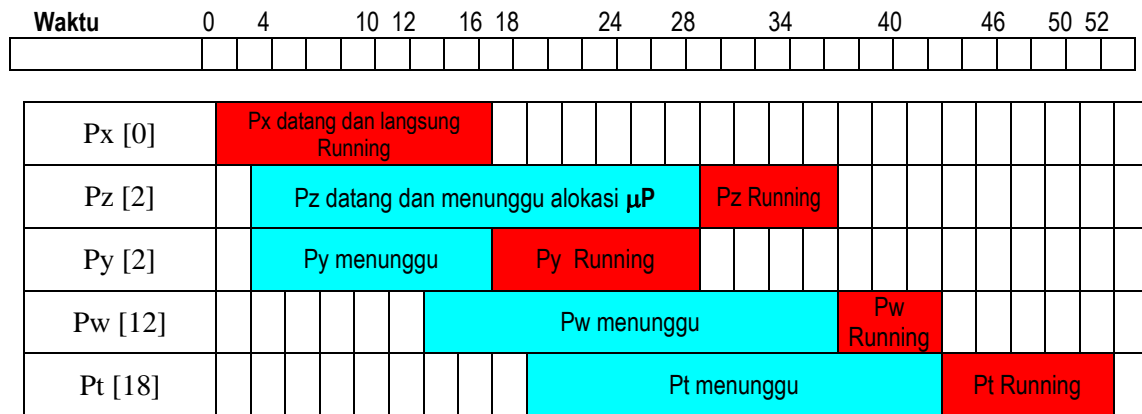 Waktu 0 4 10 12 16 18 24 28 34 40 46 50 52
Px [0]
Px datang dan langsung
Running
Pz [2]
Pz datang dan menunggu alokasi μP
Pz Running
Py [2]
Py menunggu
Py Running
Pw [12]
Pw menunggu
Pw
Running
Pt [18]
Pt menunggu
Pt Running